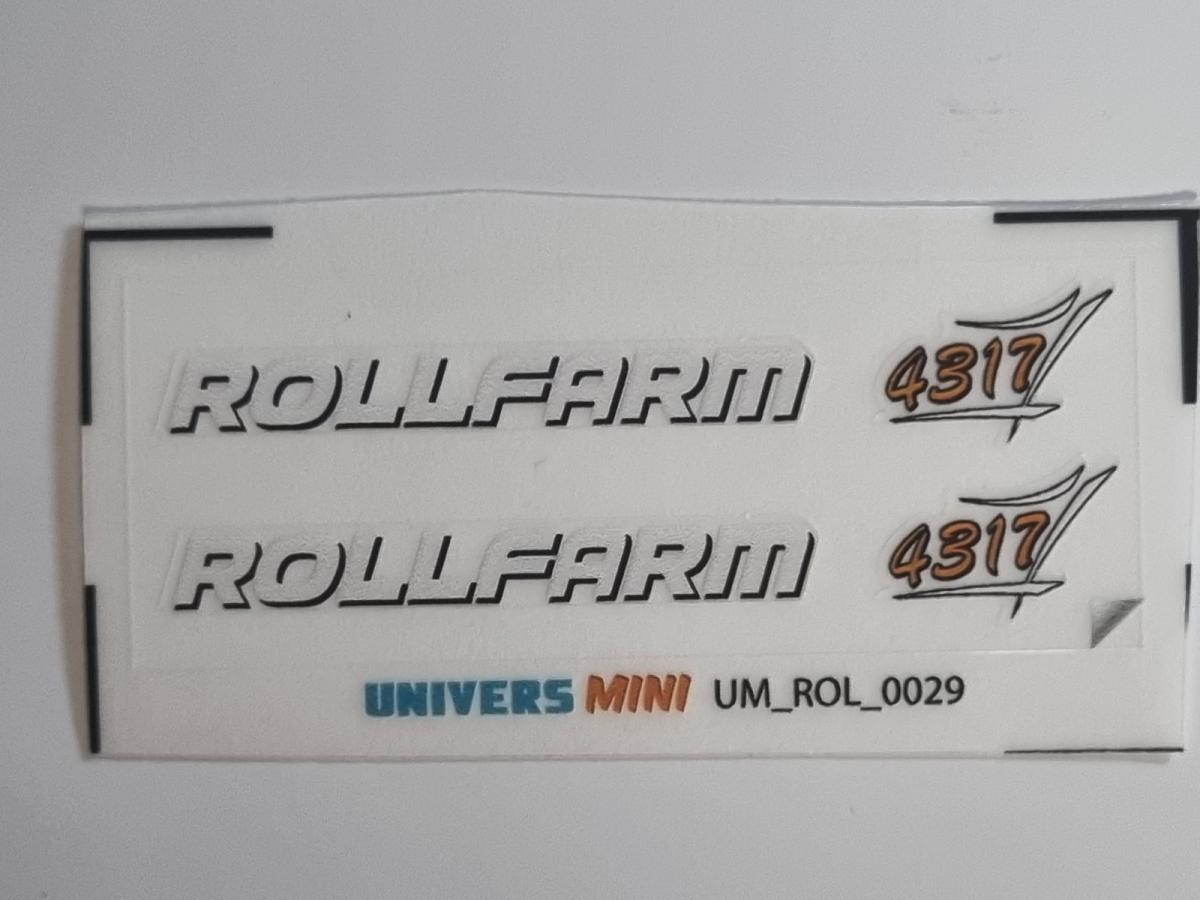 ROLLFARM 4317
ROLLFARM 4317
UNIVERS MINI UM_ROL_0029